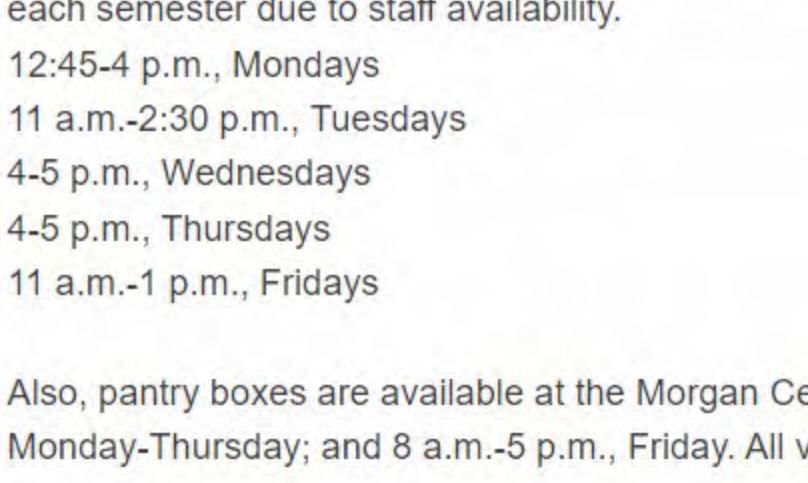 each semester due to staff availability.
12:45-4 p.m., Mondays
11 a.m.-2:30 p.m., Tuesdays
4-5 p.m., Wednesdays
4-5 p.m., Thursdays
11 a.m.-1 p.m., Fridays
Also, pantry boxes are available at the Morgan
Monday-Thursday; and 8 a.m.-5 p.m., Friday. All